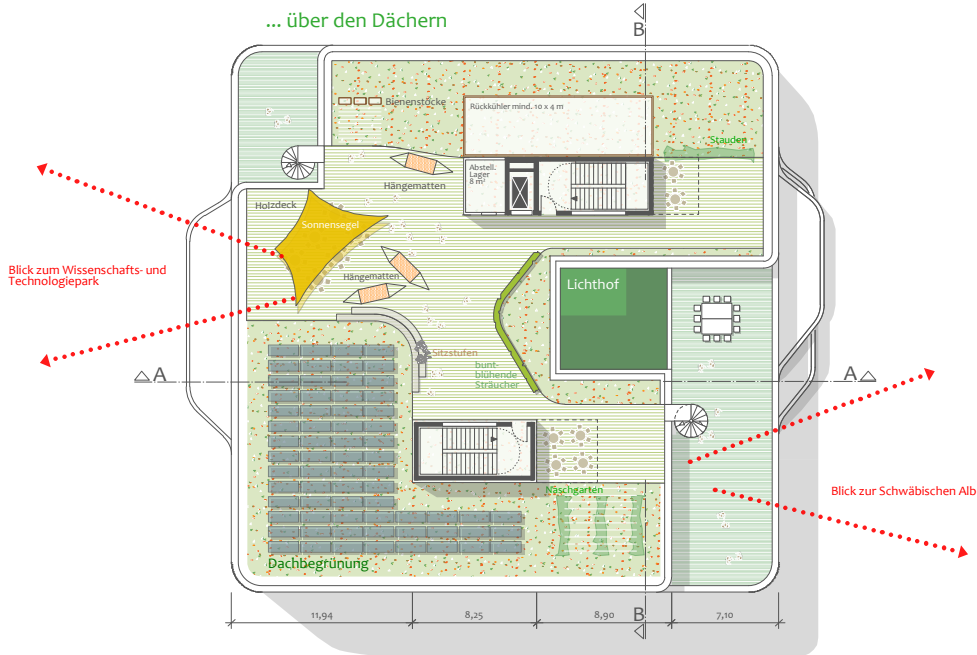 ... über den Dächern
B
Bienenstöcke
Rückkühler mind. 10 x 4 m
Stauden
Abstell.
Lager
8 m²
Hängematten
Holzdeck
Sonnensegel
Blick zum Wissenschafts- und
Technologiepark
Hängematten
Lichthof
Sitzstufen
bunt-
blühende
Sträucher
A
A
Naschgarten
Blick zur Schwäbischen Alb
Dachbegrünung
11,94
8,25
8,90
7,10
B